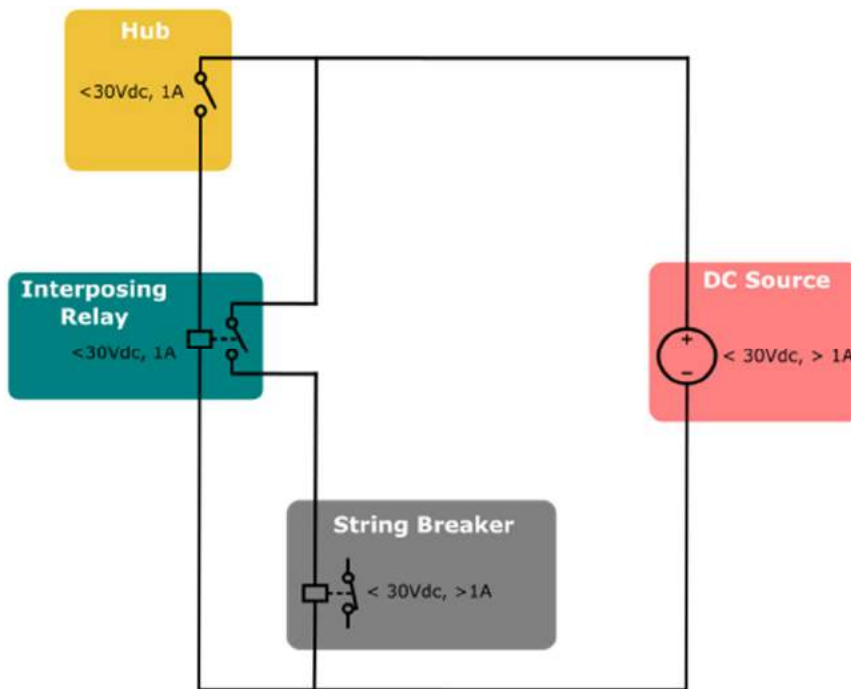 Hub
<30Vdc, 1A
Interposing
Relay
<30Vdc, 1A
DC Source
+
−
< 30Vdc, > 1A
String Breaker
< 30Vdc, >1A